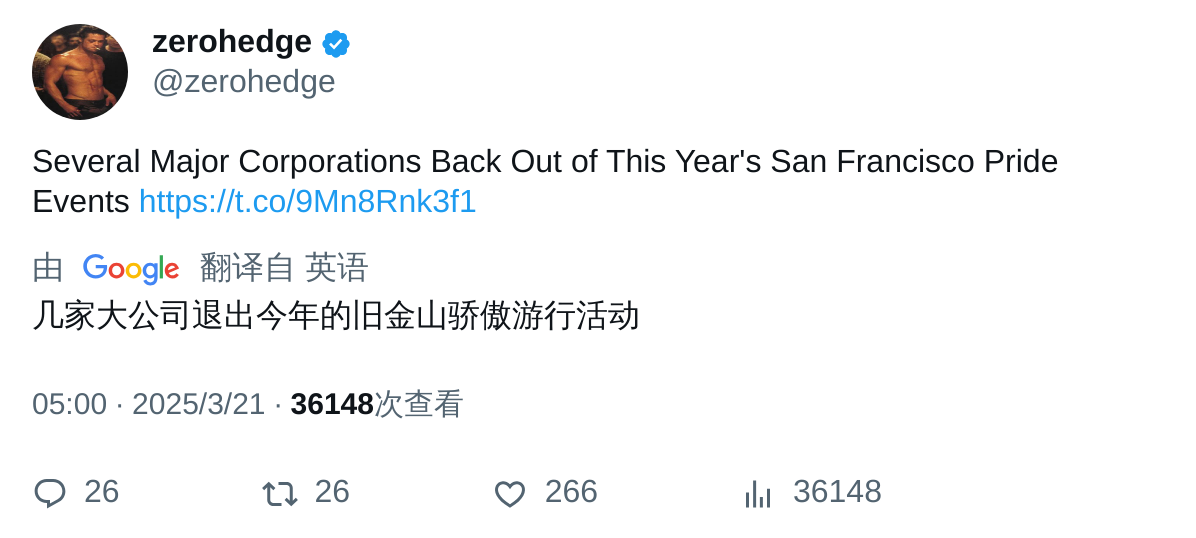 zerohedge
@zerohedge
Several Major Corporations Back Out of This Year's San Francisco Pride
Events https://t.co/9Mn8Rnk3f1
由 Google 翻译自 英语
几家大公司退出今年的旧金山骄傲游行活动
05:00 · 2025/3/21 · 36148次查看
26 26 266 36148